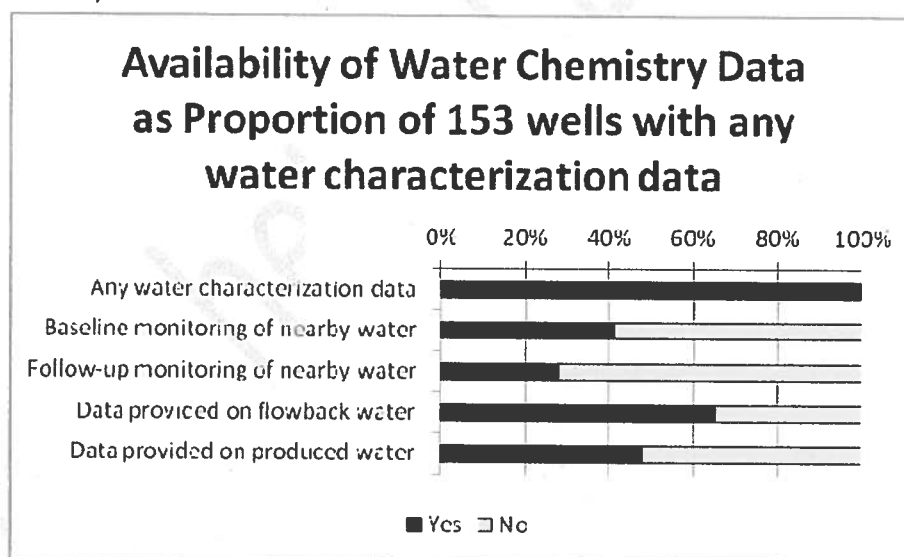 Availability of Water Chemistry Data
as Proportion of 153 wells with any
water characterization data
0% 20% 40% 60% 80% 100%
Any water characterization data
Baseline monitoring of nearby water
Follow-up monitoring of nearby water
Data provided on flowback water
Data provided on produced water
Yes No